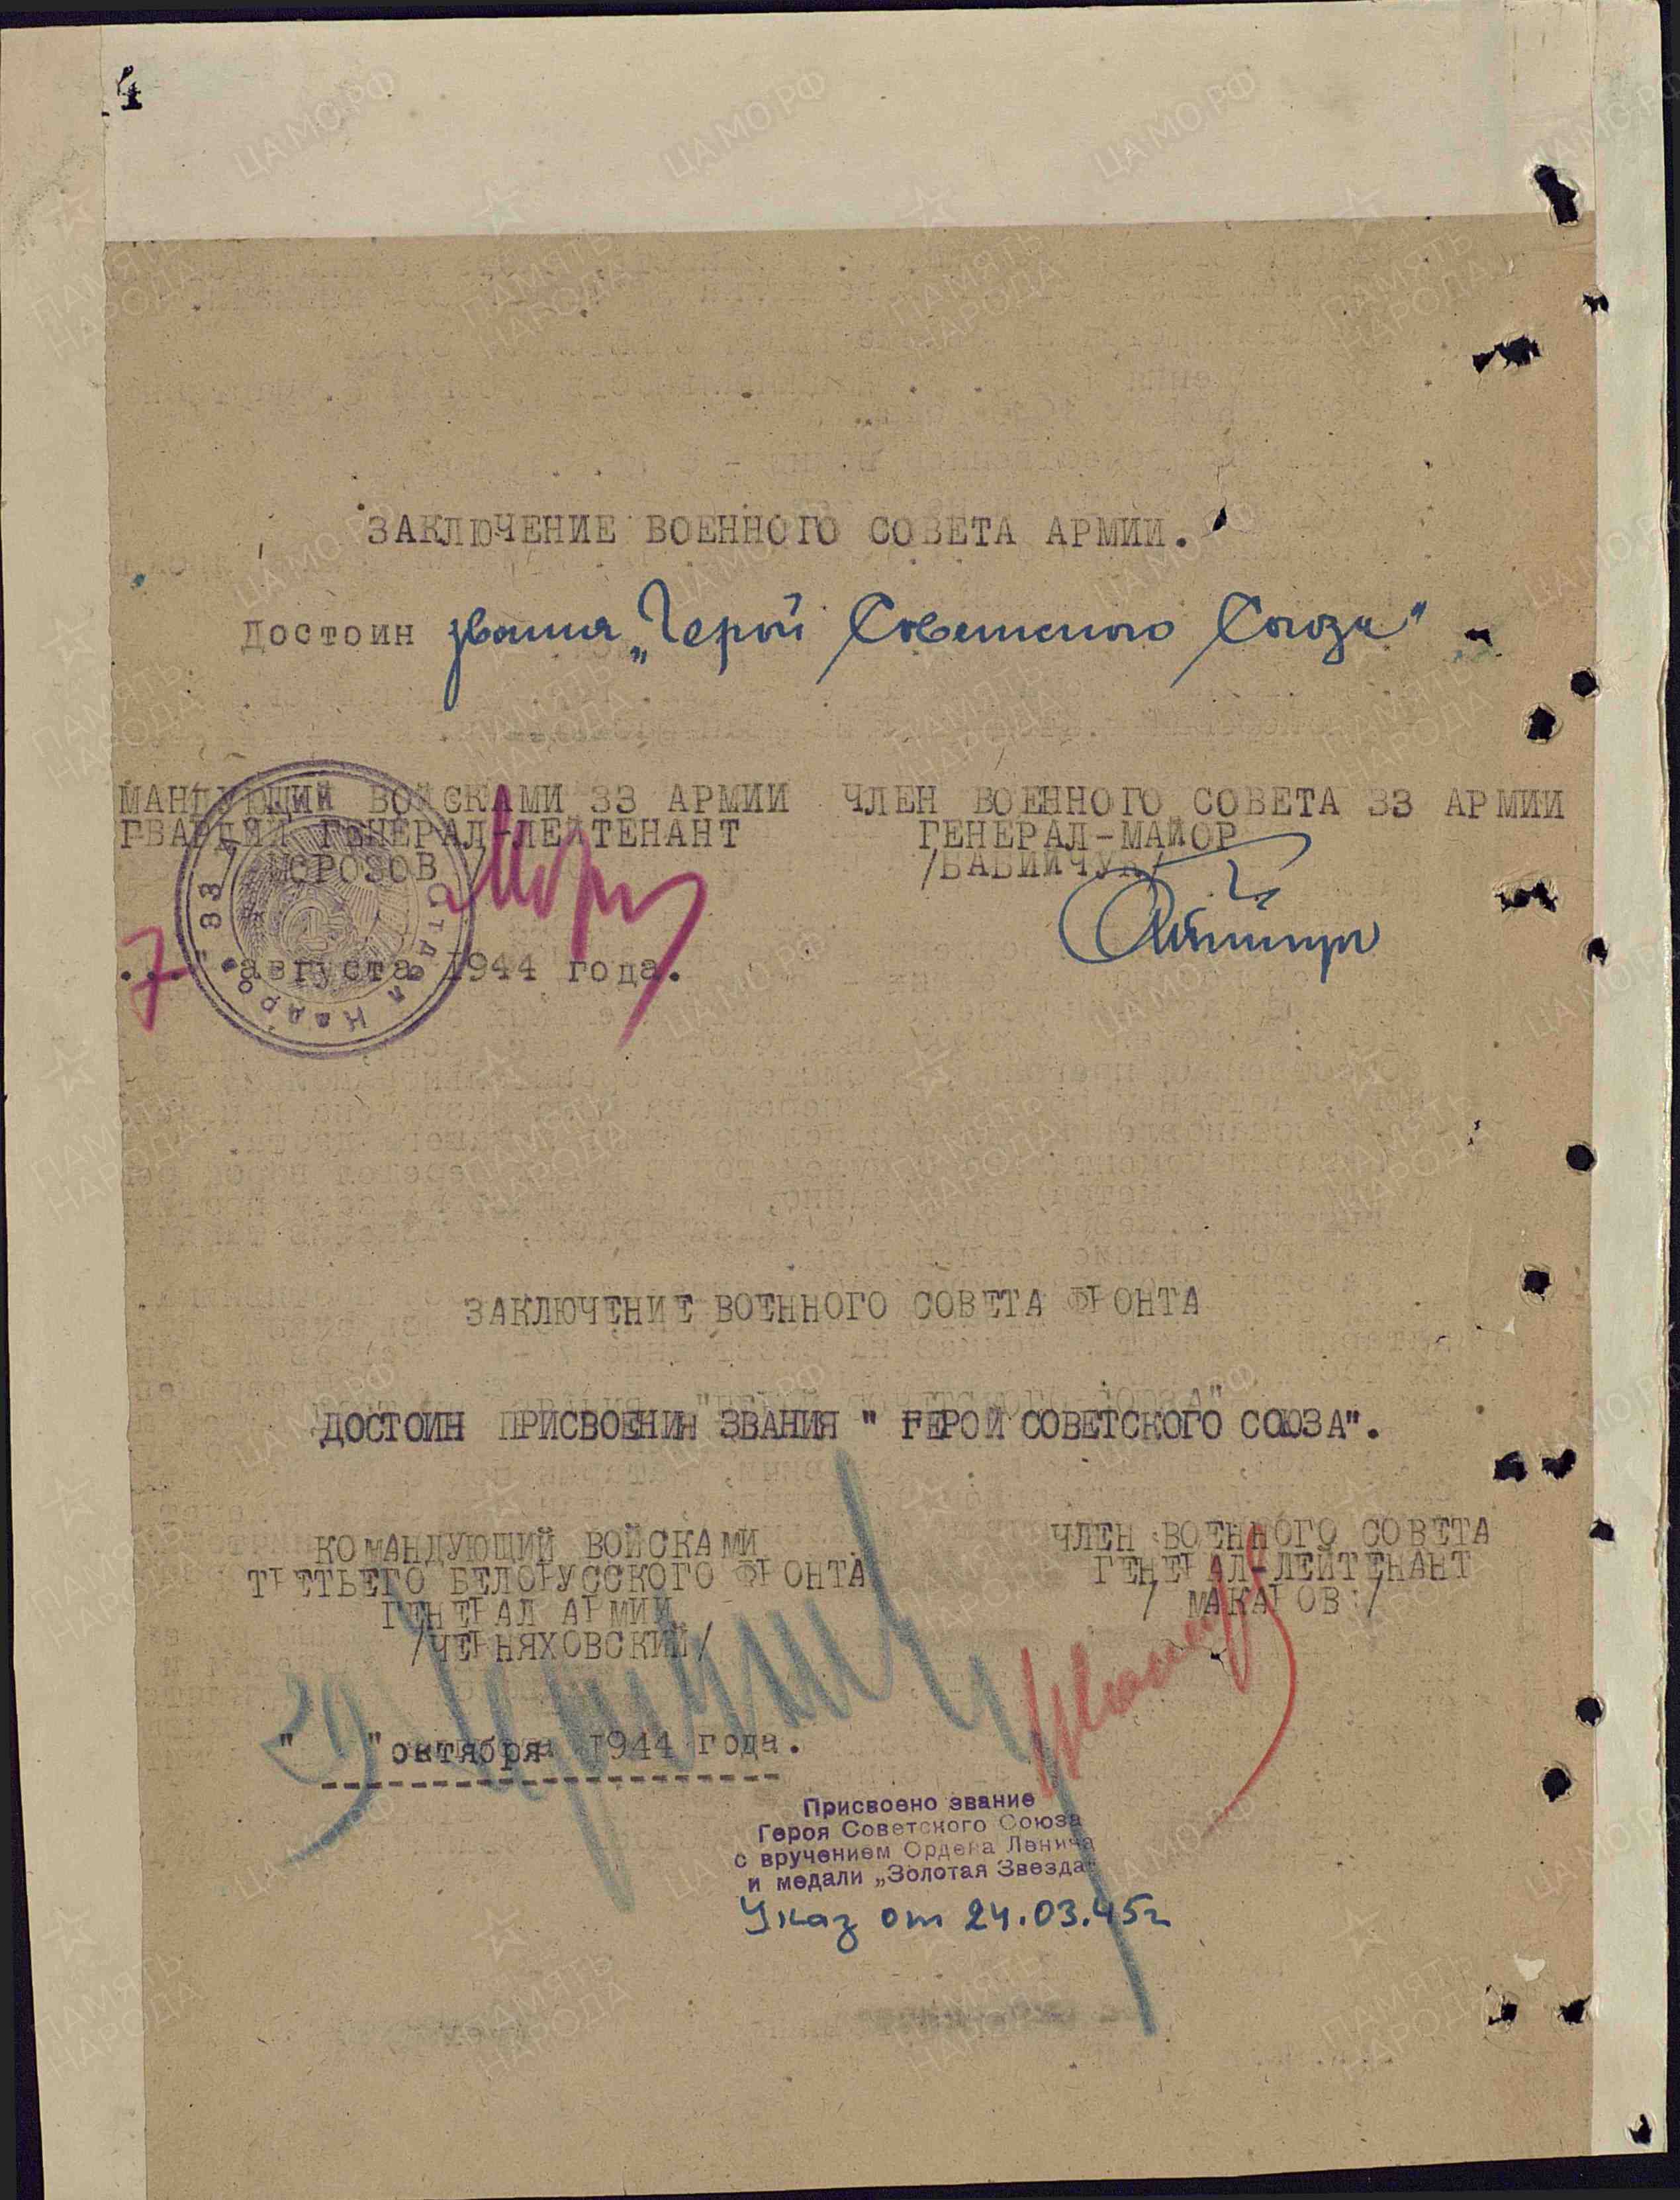 4
ЗАКЛЮЧЕНИЕ ВОЕННОГО СОВЕТА АРМИИ.
Достоин звания „Герой Советского Союза"
МАНДУЮЩИЙ ВОЙСКАМИ 33 АРМИИ
ГВАРДИИ ГЕНЕРАЛ-ЛЕЙТЕНАНТ
/МОРОЗОВ/
7 августа 1944 года.
ЧЛЕН ВОЕННОГО СОВЕТА 33 АРМИИ
ГЕНЕРАЛ-МАЙОР
/БАБИЙЧУК/
ЗАКЛЮЧЕНИЕ ВОЕННОГО СОВЕТА ФРОНТА
ДОСТОИН ПРИСВОЕНИЯ ЗВАНИЯ " ГЕРОЙ СОВЕТСКОГО СОЮЗА".
КОМАНДУЮЩИЙ ВОЙСКАМИ
ТРЕТЬЕГО БЕЛОРУССКОГО ФРОНТА
ГЕНЕРАЛ АРМИИ
/ЧЕРНЯХОВСКИЙ/
ЧЛЕН ВОЕННОГО СОВЕТА
ГЕНЕРАЛ-ЛЕЙТЕНАНТ
/ МАКАРОВ /
"29" октября 1944 года.
Присвоено звание
Героя Советского Союза
с вручением Ордена Ленина
и медали „Золотая Звезда"
Указ от 24.03.45г